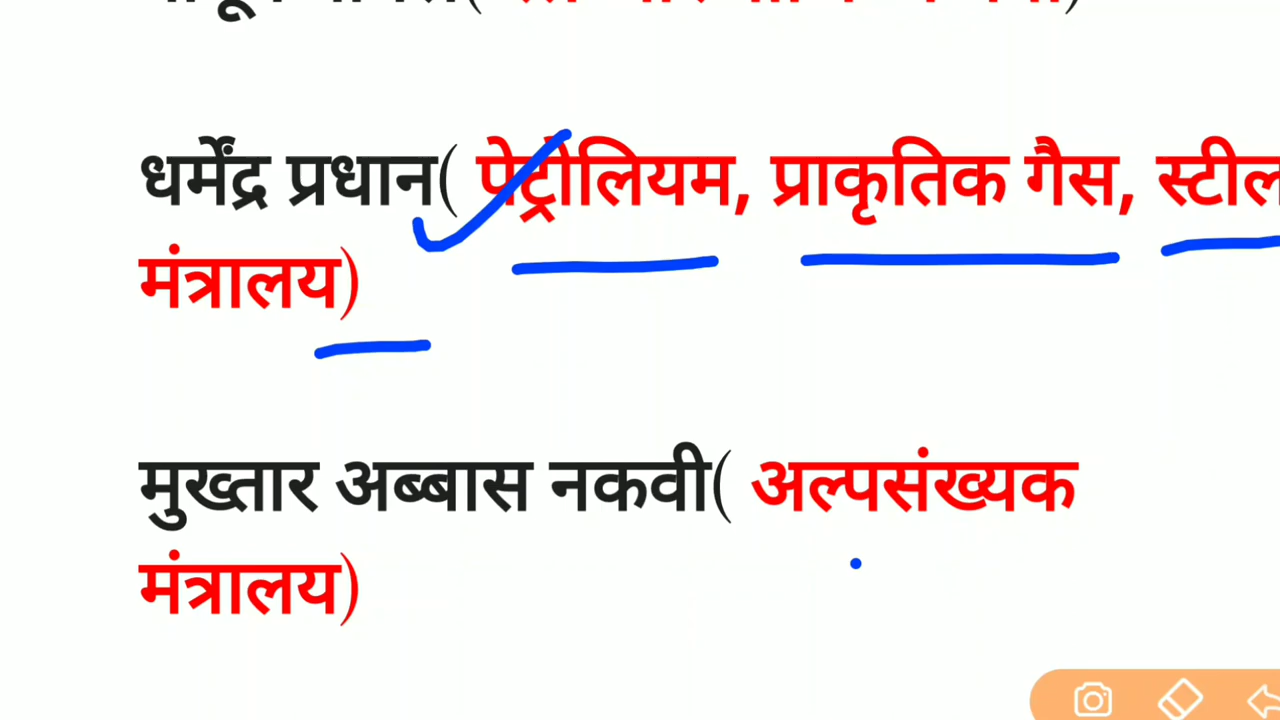 धर्मेंद्र प्रधान( पेट्रोलियम, प्राकृतिक गैस, स्टील
मंत्रालय)
मुख्तार अब्बास नकवी( अल्पसंख्यक
मंत्रालय)